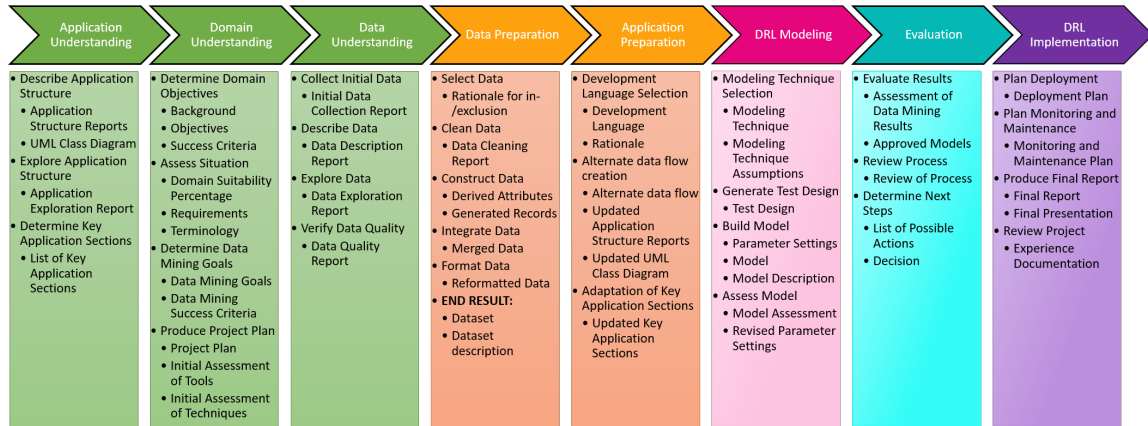 Application
Understanding
Domain
Understanding
Data
Understanding
Data Preparation
Application
Preparation
DRL Modeling
Evaluation
DRL
Implementation
• Describe Application
Structure
• Application
Structure Reports
• UML Class Diagram
• Explore Application
Structure
• Application
Exploration Report
• Determine Key
Application Sections
• List of Key
Application
Sections
• Determine Domain
Objectives
• Background
• Objectives
• Success Criteria
• Assess Situation
• Domain Suitability
Percentage
• Requirements
• Terminology
• Determine Data
Mining Goals
• Data Mining Goals
• Data Mining
Success Criteria
• Produce Project Plan
• Project Plan
• Initial Assessment
of Tools
• Initial Assessment
of Techniques
• Collect Initial Data
• Initial Data
Collection Report
• Describe Data
• Data Description
Report
• Explore Data
• Data Exploration
Report
• Verify Data Quality
• Data Quality
Report
• Select Data
• Rationale for in-
/exclusion
• Clean Data
• Data Cleaning
Report
• Construct Data
• Derived Attributes
• Generated Records
• Integrate Data
• Merged Data
• Format Data
• Reformatted Data
• END RESULT:
• Dataset
• Dataset
description
• Development
Language Selection
• Development
Language
• Rationale
• Alternate data flow
creation
• Alternate data flow
• Updated
Application
Structure Reports
• Updated UML
Class Diagram
• Adaptation of Key
Application Sections
• Updated Key
Application
Sections
• Modeling Technique
Selection
• Modeling
Technique
• Modeling
Technique
Assumptions
• Generate Test Design
• Test Design
• Build Model
• Parameter Settings
• Model
• Model Description
• Assess Model
• Model Assessment
• Revised Parameter
Settings
• Evaluate Results
• Assessment of
Data Mining
Results
• Approved Models
• Review Process
• Review of Process
• Determine Next
Steps
• List of Possible
Actions
• Decision
• Plan Deployment
• Deployment Plan
• Plan Monitoring and
Maintenance
• Monitoring and
Maintenance Plan
• Produce Final Report
• Final Report
• Final Presentation
• Review Project
• Experience
Documentation